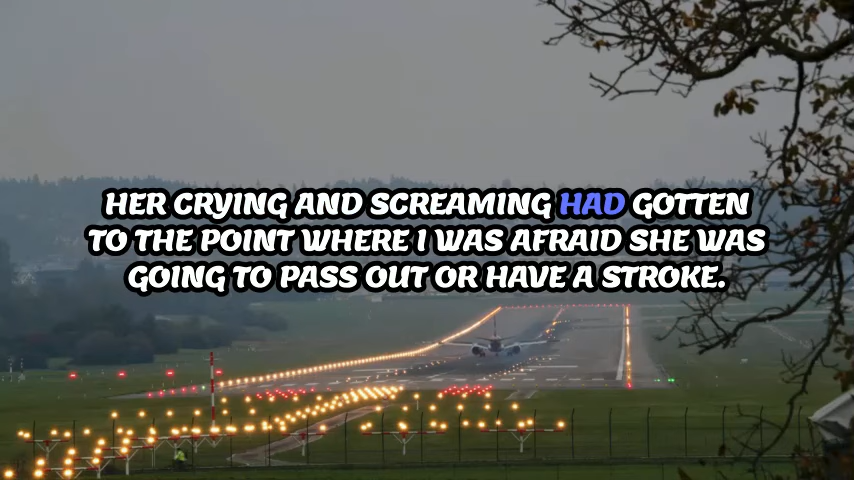 HER CRYING AND SCREAMING HAD GOTTEN
TO THE POINT WHERE I WAS AFRAID SHE WAS
GOING TO PASS OUT OR HAVE A STROKE.